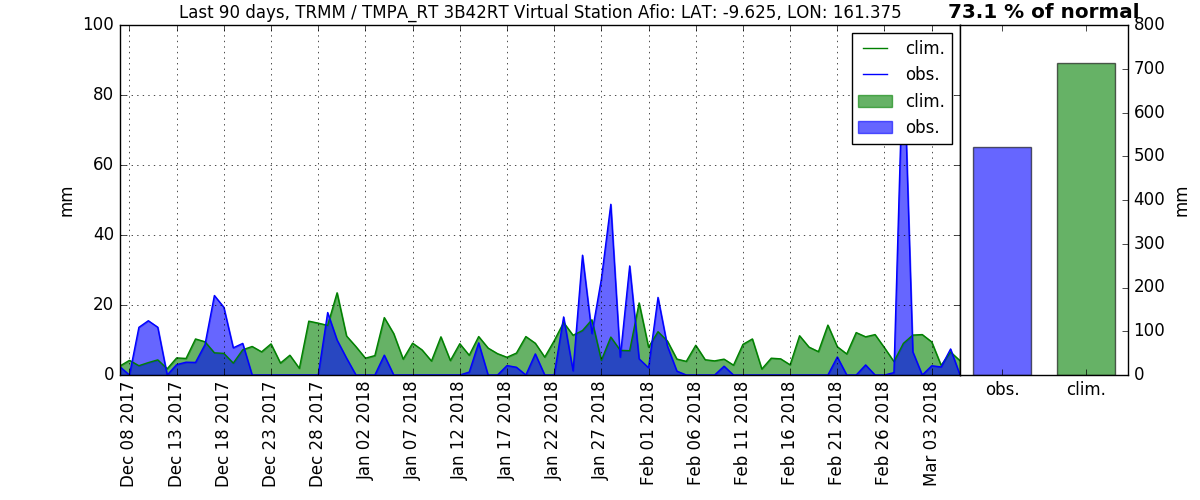 Last 90 days, TRMM / TMPA_RT 3B42RT Virtual Station Afio: LAT: -9.625, LON: 161.375
73.1 % of normal
100
80
60
40
20
0
mm
clim.
obs.
clim.
obs.
800
700
600
500
400
300
200
100
0
mm
obs.
clim.
Dec 08 2017
Dec 13 2017
Dec 18 2017
Dec 23 2017
Dec 28 2017
Jan 02 2018
Jan 07 2018
Jan 12 2018
Jan 17 2018
Jan 22 2018
Jan 27 2018
Feb 01 2018
Feb 06 2018
Feb 11 2018
Feb 16 2018
Feb 21 2018
Feb 26 2018
Mar 03 2018